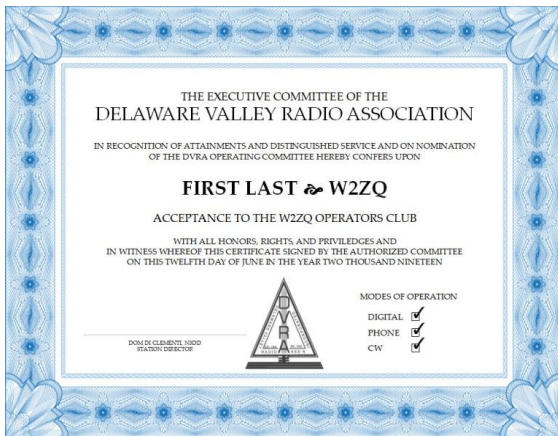 THE EXECUTIVE COMMITTEE OF THE
DELAWARE VALLEY RADIO ASSOCIATION
IN RECOGNITION OF ATTAINMENTS AND DISTINGUISHED SERVICE AND ON NOMINATION
OF THE DVRA OPERATING COMMITTEE HEREBY CONFERS UPON
FIRST LAST W2ZQ
ACCEPTANCE TO THE W2ZQ OPERATORS CLUB
WITH ALL HONORS, RIGHTS, AND PRIVILEDGES AND
IN WITNESS WHEREOF THIS CERTIFICATE SIGNED BY THE AUTHORIZED COMMITTEE
ON THIS TWELFTH DAY OF JUNE IN THE YEAR TWO THOUSAND NINETEEN
DVRA
MODES OF OPERATION
DIGITAL
PHONE
CW
DOM DI CLEMENTI,
STATION DIRECTOR